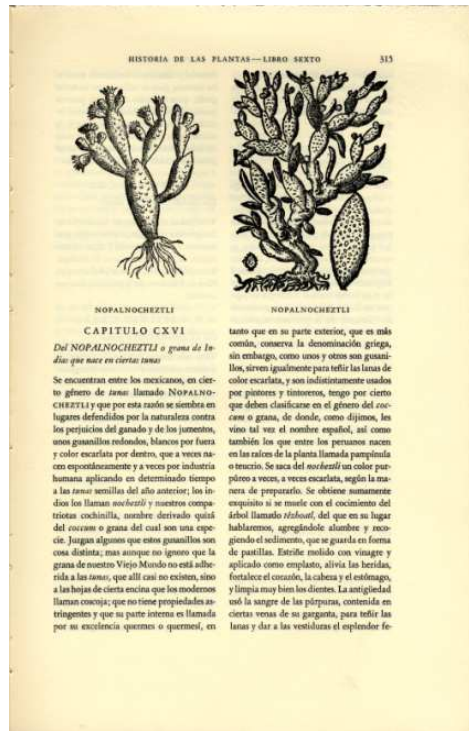 HISTORIA DE LAS PLANTAS — LIBRO SEXTO 315
NOPALNOCHEZTLI
CAPITULO CXVI
Del NOPALNOCHEZTLI o grana de In-
dias que nace en ciertas tunas
Se encuentran entre los mexicanos, en cier-
to género de tunas llamado NOPALNO-
CHEZTLI y que por esta razón se siembra en
lugares defendidos por la naturaleza contra
los perjuicios del ganado y de los jumentos,
unos gusanillos redondos, blancos por fuera
y color escarlata por dentro, que a veces na-
cen espontáneamente y a veces por industria
humana aplicando en determinado tiempo
a las tunas semillas del año anterior; los in-
dios los llaman nocheztli y nuestros compa-
triotas cochinilla, nombre derivado quizá
del coccum o grana del cual son una espe-
cie. Juzgan algunos que estos gusanillos son
cosa distinta; mas aunque no ignoro que la
grana de nuestro Viejo Mundo no está adhe-
rida a las tunas, que allí casi no existen, sino
a las hojas de cierta encina que los modernos
llaman coscoja; que no tiene propiedades as-
tringentes y que su parte interna es llamada
por su excelencia quermes o quermesí, en
NOPALNOCHEZTLI
tanto que en su parte exterior, que es más
común, conserva la denominación griega,
sin embargo, como unos y otros son gusani-
llos, sirven igualmente para teñir las lanas de
color escarlata, y son indistintamente usados
por pintores y tintoreros, tengo por cierto
que deben clasificarse en el género del coc-
cum o grana, de donde, como dijimos, les
vino tal vez el nombre español, así como
también los que entre los peruanos nacen
en las raíces de la planta llamada pampínula
o teucrio. Se saca del nocheztli un color pur-
púreo a veces, a veces escarlata, según la ma-
nera de prepararlo. Se obtiene sumamente
exquisito si se muele con el cocimiento del
árbol llamado tézhoatl, del que en su lugar
hablaremos, agregándole alumbre y reco-
giendo el sedimento, que se guarda en forma
de pastillas. Estriñe molido con vinagre y
aplicado como emplasto, alivia las heridas,
fortalece el corazón, la cabeza y el estómago,
y limpia muy bien los dientes. La antigüedad
usó la sangre de las púrpuras, contenida en
ciertas venas de su garganta, para teñir las
lanas y dar a las vestiduras el esplendor fe-